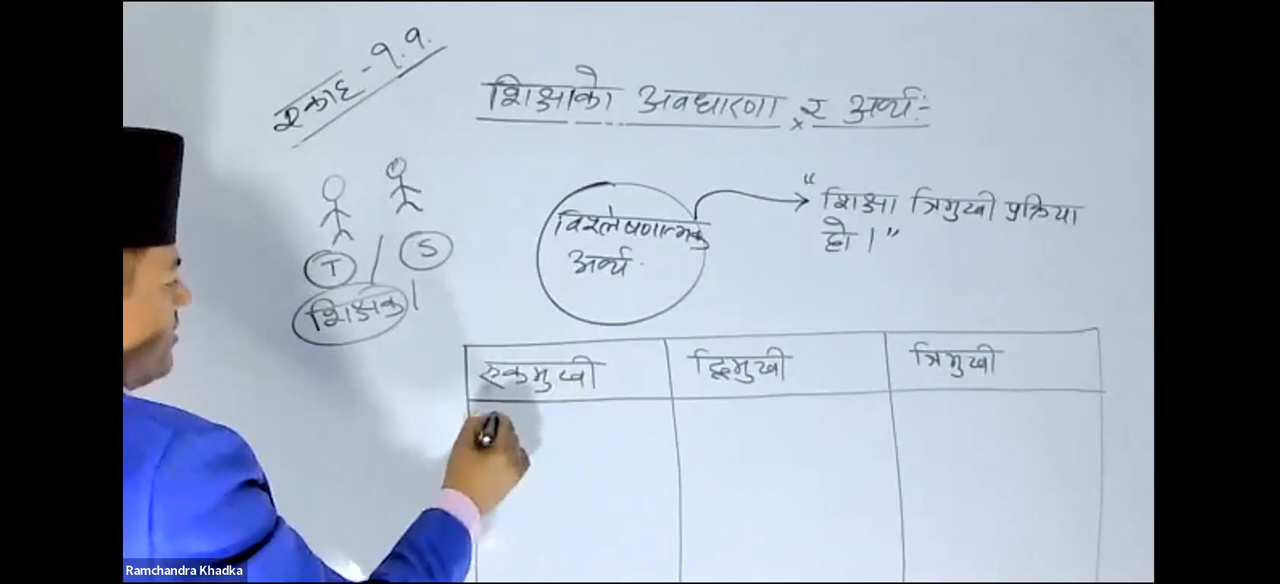 एकाइ - १.१.
शिक्षाको अवधारणा र अर्थ:-
विश्लेषणात्मक
अर्थ
"शिक्षा त्रिमुखी प्रक्रिया
हो।"
T / S
शिक्षक
एकमुखी द्विमुखी त्रिमुखी
Ramchandra Khadka